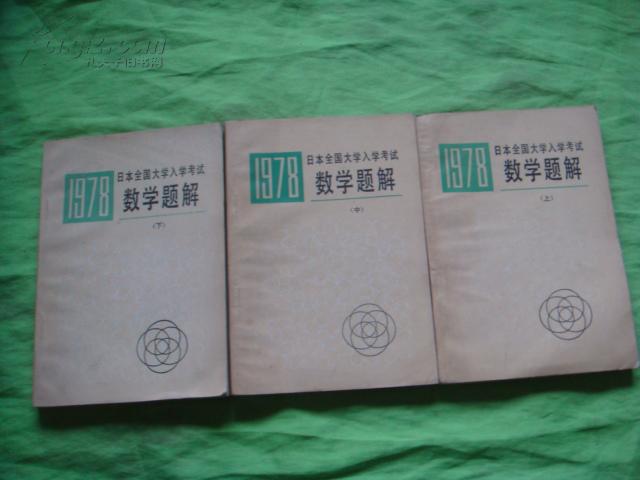 1978
日本全国大学入学考试
数学题解
(下)
1978
日本全国大学入学考试
数学题解
(中)
1978
日本全国大学入学考试
数学题解
(上)